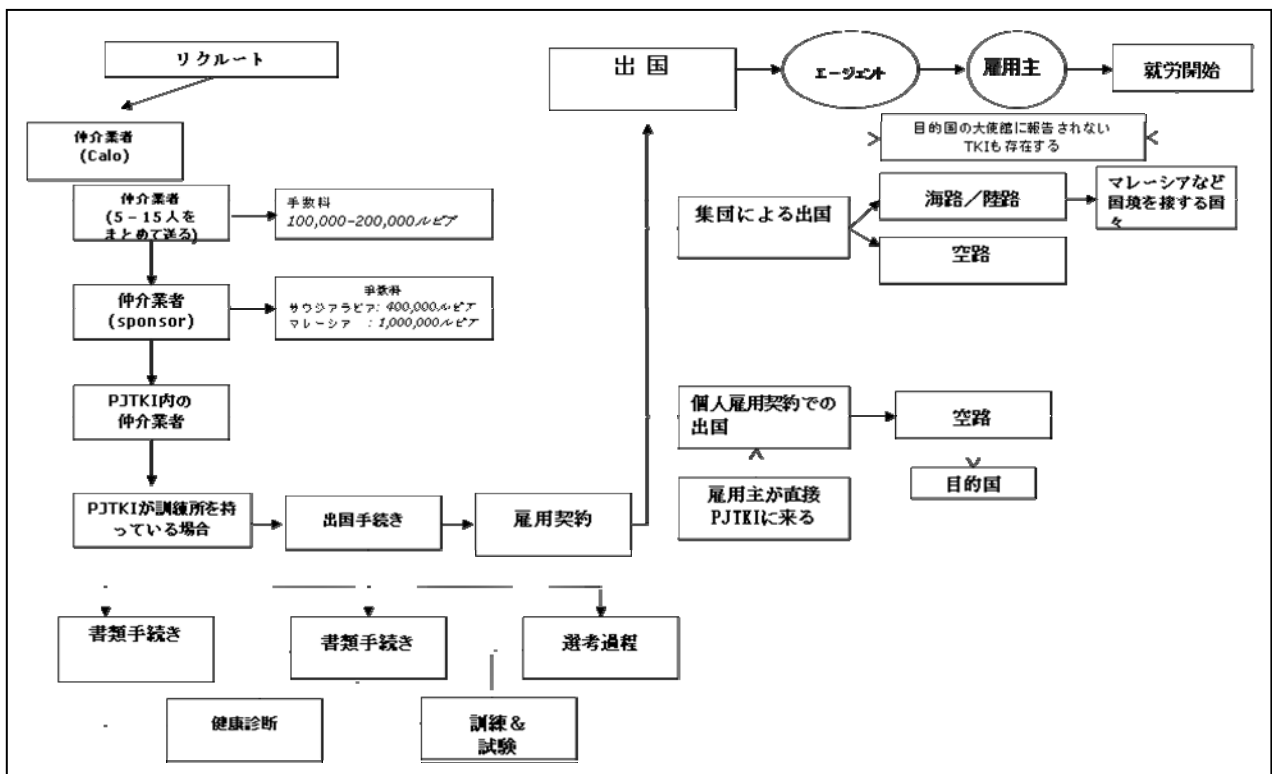 リクルート
仲介業者
(Calo)
仲介業者
(5-15人を
まとめて送る)
手数料
100,000-200,000ルピア
仲介業者
(sponsor)
手数料
サウジアラビア: 400,000ルピア
マレーシア : 1,000,000ルピア
PJTKI内の
仲介業者
PJTKIが訓練所を持
っている場合
出国手続き
雇用契約
書類手続き
書類手続き
選考過程
健康診断
訓練&
試験
出国
エージェント
雇用主
就労開始
目的国の大使館に報告されない
TKIも存在する
集団による出国
海路/陸路
マレーシアなど
国境を接する国
々
空路
個人雇用契約での
出国
空路
雇用主が直接
PJTKIに来る
目的国